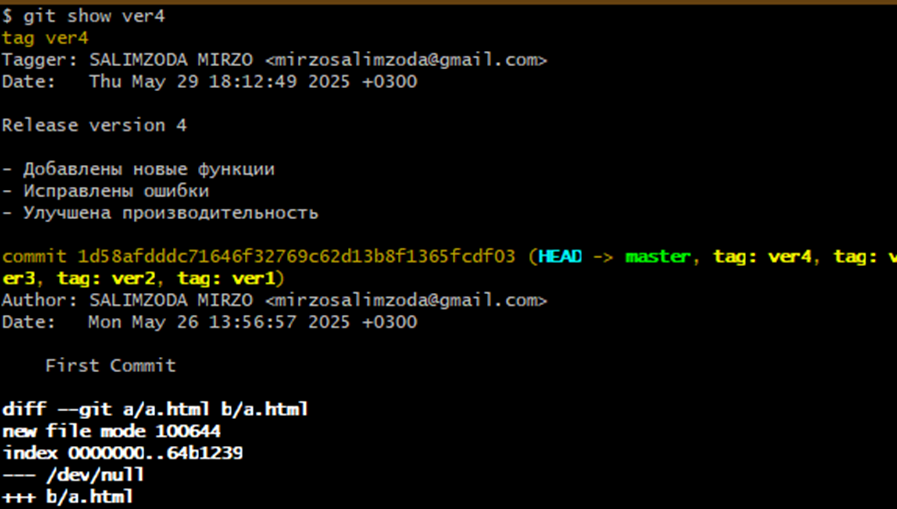 $ git show ver4
tag ver4
Tagger: SALIMZODA MIRZO <mirzosalimzoda@gmail.com>
Date:   Thu May 29 18:12:49 2025 +0300
Release version 4
- Добавлены новые функции
- Исправлены ошибки
- Улучшена производительность
commit 1d58afdddc71646f32769c62d13b8f1365fcdf03 (HEAD -> master, tag: ver4, tag: v
er3, tag: ver2, tag: ver1)
Author: SALIMZODA MIRZO <mirzosalimzoda@gmail.com>
Date:   Mon May 26 13:56:57 2025 +0300
    First Commit
diff --git a/a.html b/a.html
new file mode 100644
index 0000000..64b1239
--- /dev/null
+++ b/a.html